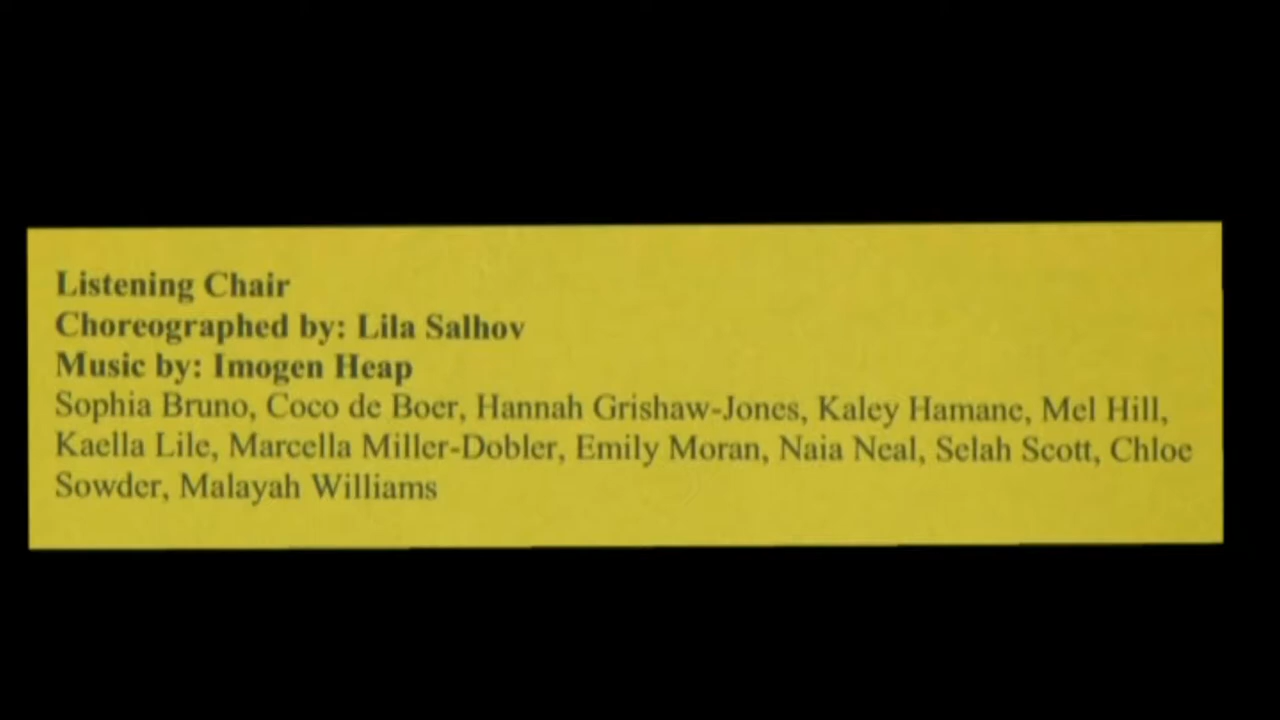 Listening Chair
Choreographed by: Lila Salhov
Music by: Imogen Heap
Sophia Bruno, Coco de Boer, Hannah Grishaw-Jones, Kaley Hamane, Mel Hill,
Kaella Lile, Marcella Miller-Dobler, Emily Moran, Naia Neal, Selah Scott, Chloe
Sowder, Malayah Williams